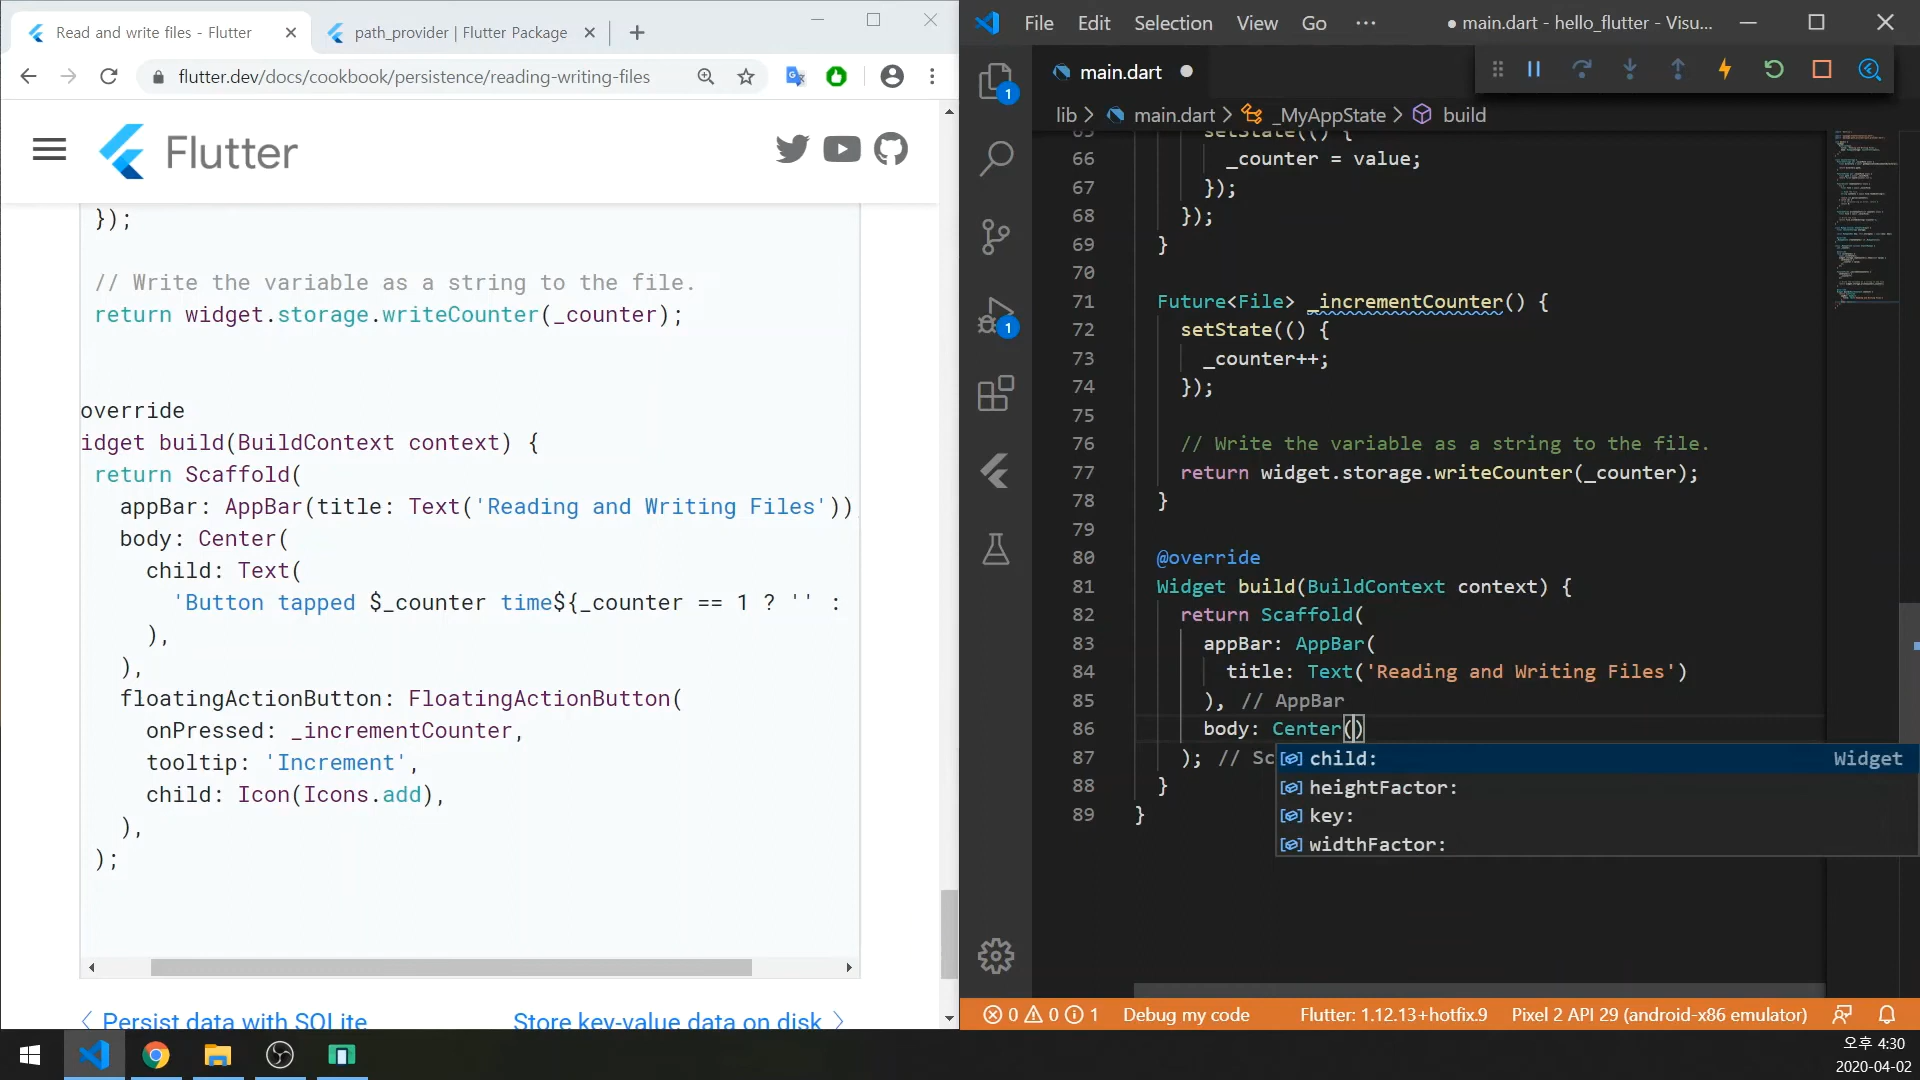 Read and write files - Flutter
path_provider | Flutter Package
flutter.dev/docs/cookbook/persistence/reading-writing-files
Flutter
});
// Write the variable as a string to the file.
return widget.storage.writeCounter(_counter);
override
idget build(BuildContext context) {
return Scaffold(
appBar: AppBar(title: Text('Reading and Writing Files'))
body: Center(
child: Text(
'Button tapped $_counter time${_counter == 1 ? '' :
),
),
floatingActionButton: FloatingActionButton(
onPressed: _incrementCounter,
tooltip: 'Increment',
child: Icon(Icons.add),
),
);
Persist data with SQLite
Store key-value data on disk
File Edit Selection View Go ···
● main.dart - hello_flutter - Visu...
1
main.dart
lib > main.dart > _MyAppState > build
65 setState(() {
66 _counter = value;
67 });
68 });
69 }
70
71 Future<File> _incrementCounter() {
72 setState(() {
73 _counter++;
74 });
75
76 // Write the variable as a string to the file.
77 return widget.storage.writeCounter(_counter);
78 }
79
80 @override
81 Widget build(BuildContext context) {
82 return Scaffold(
83 appBar: AppBar(
84 title: Text('Reading and Writing Files')
85 ), // AppBar
86 body: Center()
87 ); // Sc
88 }
89 }
child: Widget
heightFactor:
key:
widthFactor:
1
0 0 1 Debug my code Flutter: 1.12.13+hotfix.9 Pixel 2 API 29 (android-x86 emulator)
오후 4:30
2020-04-02